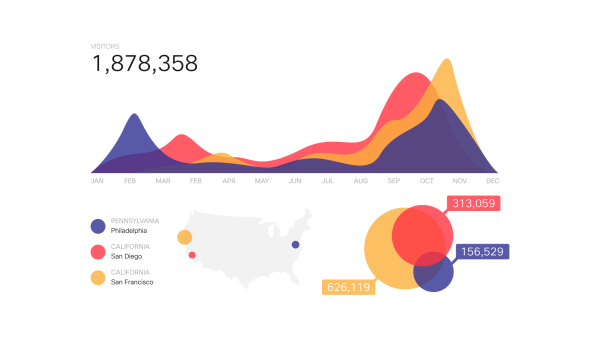 VISITORS
1,878,358
JAN FEB MAR FEB APR MAY JUN JUL AUG SEP OCT NOV DEC
313,059
PENNSYLVANIA
Philadelphia
CALIFORNIA
San Diego
156,529
CALIFORNIA
San Francisco
626,119